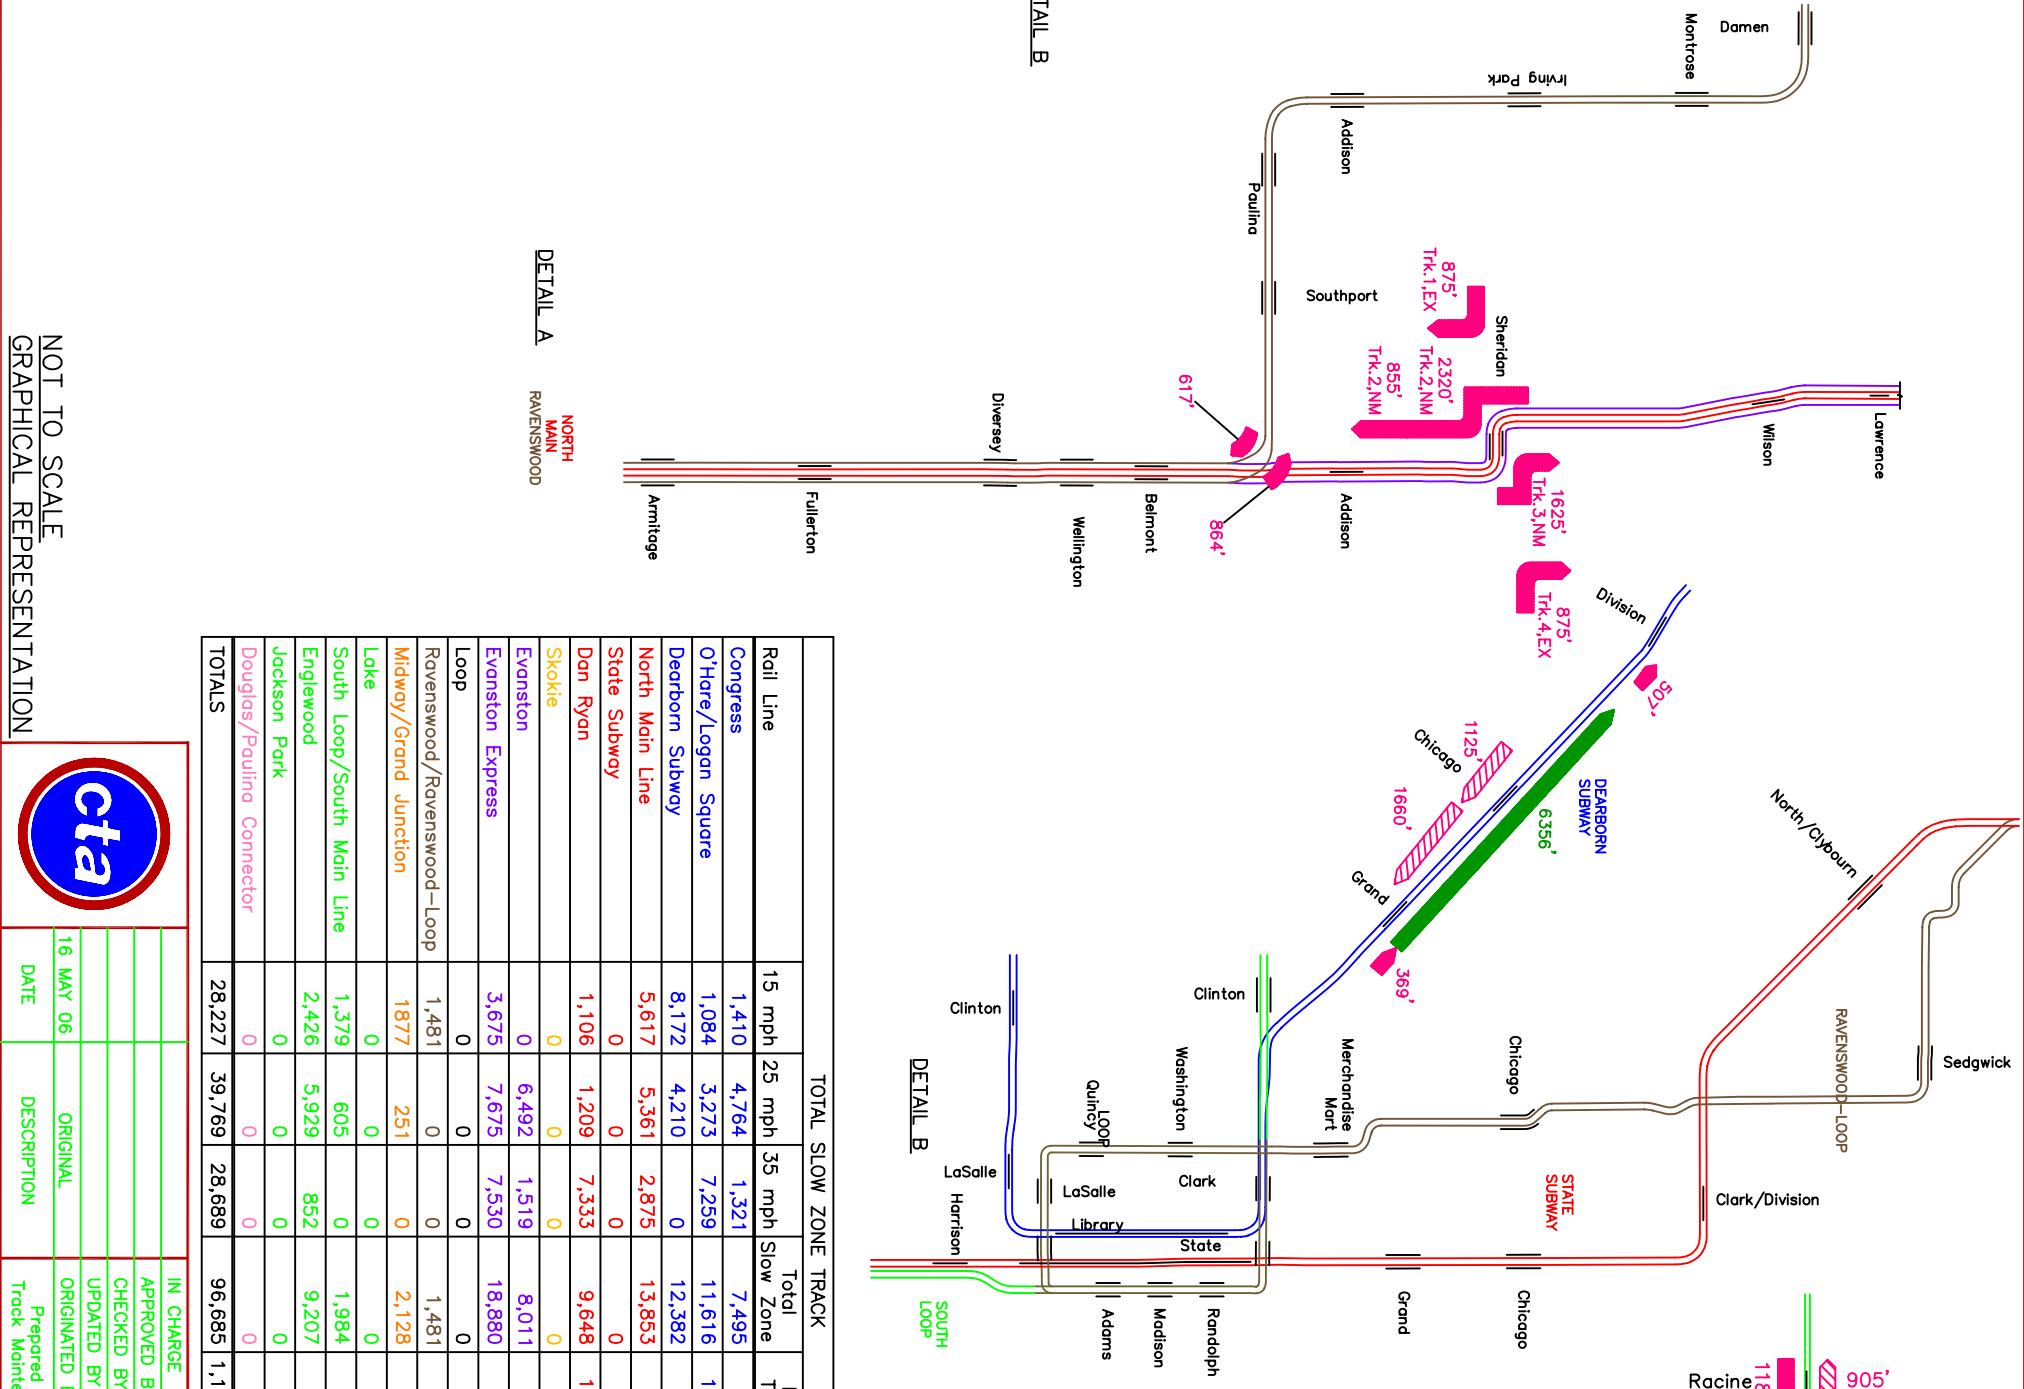 TAIL B
Damen
Montrose
Irving Park
Addison
Paulina
Southport
875'
Trk.1,EX
Sheridan
2320'
Trk.2,NM
855'
Trk.2,NM
617'
864'
Lawrence
Wilson
1625'
Trk.3,NM
875'
Trk.4,EX
Addison
Belmont
Wellington
Diversey
Fullerton
Armitage
DETAIL A
NORTH
MAIN
RAVENSWOOD
NOT TO SCALE
GRAPHICAL REPRESENTATION
Division
507'
Chicago
1125'
1660'
Grand
6356'
369'
DEARBORN
SUBWAY
North/Clybourn
RAVENSWOOD-LOOP
Sedgwick
Clinton
Clinton
DETAIL B
Washington
Quincy
LOOP
Merchandise
Mart
Chicago
Clark
LaSalle
LaSalle
Library
State
Harrison
STATE
SUBWAY
Clark/Division
SOUTH
LOOP
Adams
Madison
Randolph
Grand
Chicago
905'
Racine
118
TOTAL SLOW ZONE TRACK
Rail Line 15 mph 25 mph 35 mph Total Slow Zone
Congress 1,410 4,764 1,321 7,495
O'Hare/Logan Square 1,084 3,273 7,259 11,616 1
Dearborn Subway 8,172 4,210 0 12,382
North Main Line 5,617 5,361 2,875 13,853
State Subway 0 0 0 0
Dan Ryan 1,106 1,209 7,333 9,648 1
Skokie 0 0 0 0
Evanston 0 6,492 1,519 8,011
Evanston Express 3,675 7,675 7,530 18,880
Loop 0 0 0 0
Ravenswood/Ravenswood-Loop 1,481 0 0 1,481
Midway/Grand Junction 1877 251 0 2,128
Lake 0 0 0 0
South Loop/South Main Line 1,379 605 0 1,984
Englewood 2,426 5,929 852 9,207
Jackson Park 0 0 0 0
Douglas/Paulina Connector 0 0 0 0
TOTALS 28,227 39,769 28,689 96,685 1,1
cta
16 MAY 06 ORIGINAL
DATE DESCRIPTION
IN CHARGE
APPROVED B
CHECKED BY
UPDATED BY
ORIGINATED
Prepared
Track Mainte